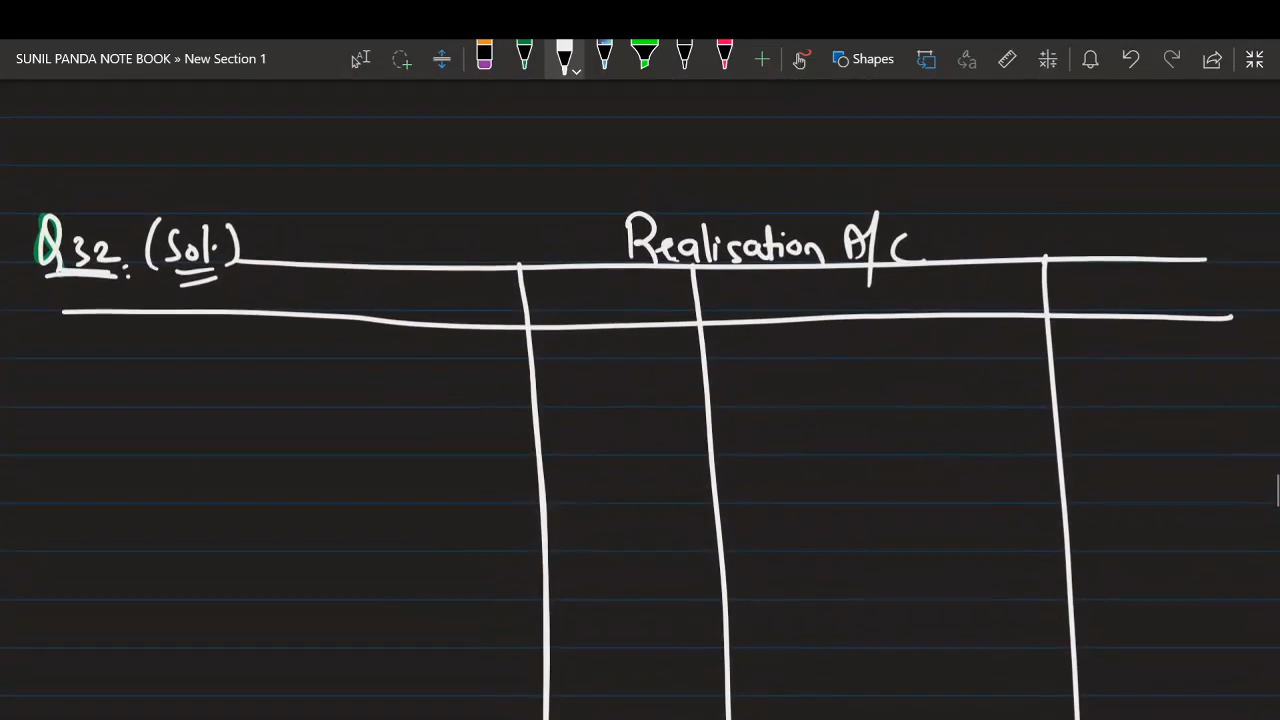 SUNIL PANDA NOTE BOOK » New Section 1
Shapes
Q32: (Sol.) Realisation A/C